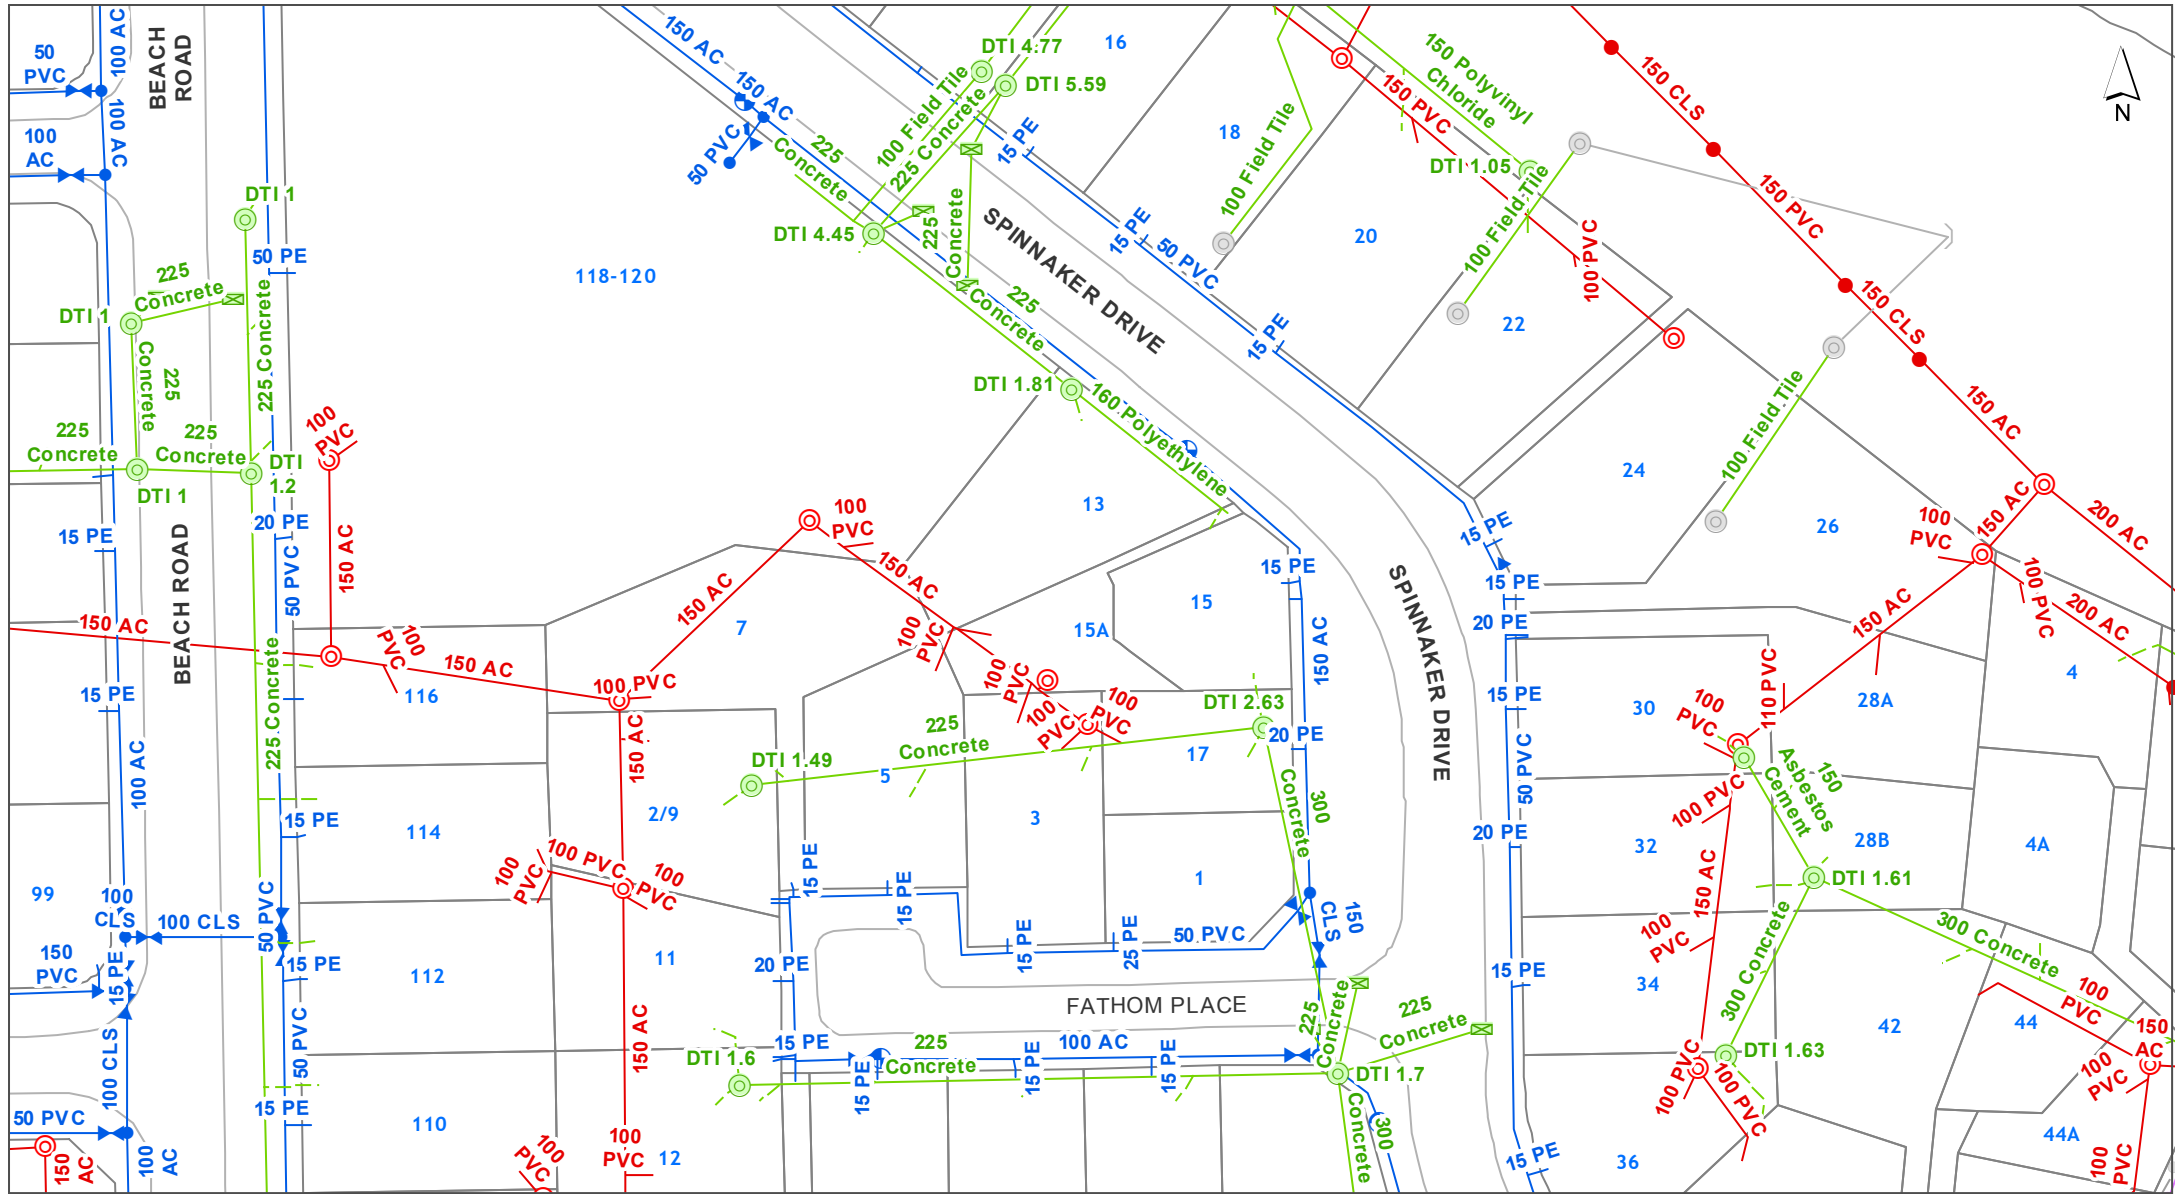 50
PVC
100 AC
100 AC
BEACH
ROAD
100
AC
DTI 1
50 PE
225
Concrete
DTI 1
Concrete
225
225 Concrete
225
Concrete
225
Concrete
DTI 1
DTI
1.2
100
PVC
15 PE
20 PE
BEACH ROAD
50 PVC
150 AC
150 AC
15 PE
100 AC
225 Concrete
100
PVC
116
150 AC
15 PE
114
99
100
CLS
100 CLS
50 PVC
15 PE
112
150
PVC
15 PE
100 CLS
50 PVC
15 PE
110
50 PVC
150
AC
100
AC
150 AC
150 AC
50 PVC
225
Concrete
100 Field Tile
225 Concrete
DTI 4.77
DTI 5.59
16
15 PE
18
DTI 4.45
225
Concrete
118-120
SPINNAKER DRIVE
15 PE
50 PVC
15 PE
225
Concrete
DTI 1.81
160 Polyethylene
13
100 Field Tile
20
150 PVC
150 Polyvinyl
Chloride
DTI 1.05
100 Field Tile
100 PVC
22
150 CLS
150 PVC
150 CLS
150 AC
100 Field Tile
24
26
100
PVC
150 AC
200 AC
100 PVC
200 AC
15 PE
15 PE
20 PE
15 PE
50 PVC
20 PE
15 PE
15 PE
SPINNAKER DRIVE
100
PVC
150 AC
150 AC
7
100 PVC
150 AC
100
PVC
15A
15
15 PE
150 AC
100
PVC
100
PVC
100
PVC
DTI 2.63
20 PE
17
225
Concrete
DTI 1.49
5
3
1
2/9
100 PVC
100
PVC
100
PVC
15 PE
15 PE
15 PE
25 PE
50 PVC
300
Concrete
150
CLS
11
20 PE
150 AC
FATHOM PLACE
225
Concrete
225
Concrete
DTI 1.6
15 PE
15 PE
225
Concrete
100 AC
15 PE
15 PE
DTI 1.7
300
Concrete
100
PVC
100
PVC
12
30
100
PVC
110 PVC
150 AC
28A
4
100 PVC
150
Asbestos
Cement
32
28B
4A
DTI 1.61
150 AC
100
PVC
34
300 Concrete
300 Concrete
42
44
100
PVC
150
AC
100
PVC
DTI 1.63
100 PVC
100 PVC
36
44A
100
PVC
N